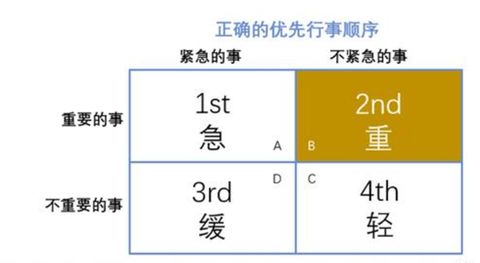 正确的优先行事顺序
紧急的事 不紧急的事
重要的事
1st
急
A
2nd
重
B
不重要的事
3rd
缓
D
4th
轻
C